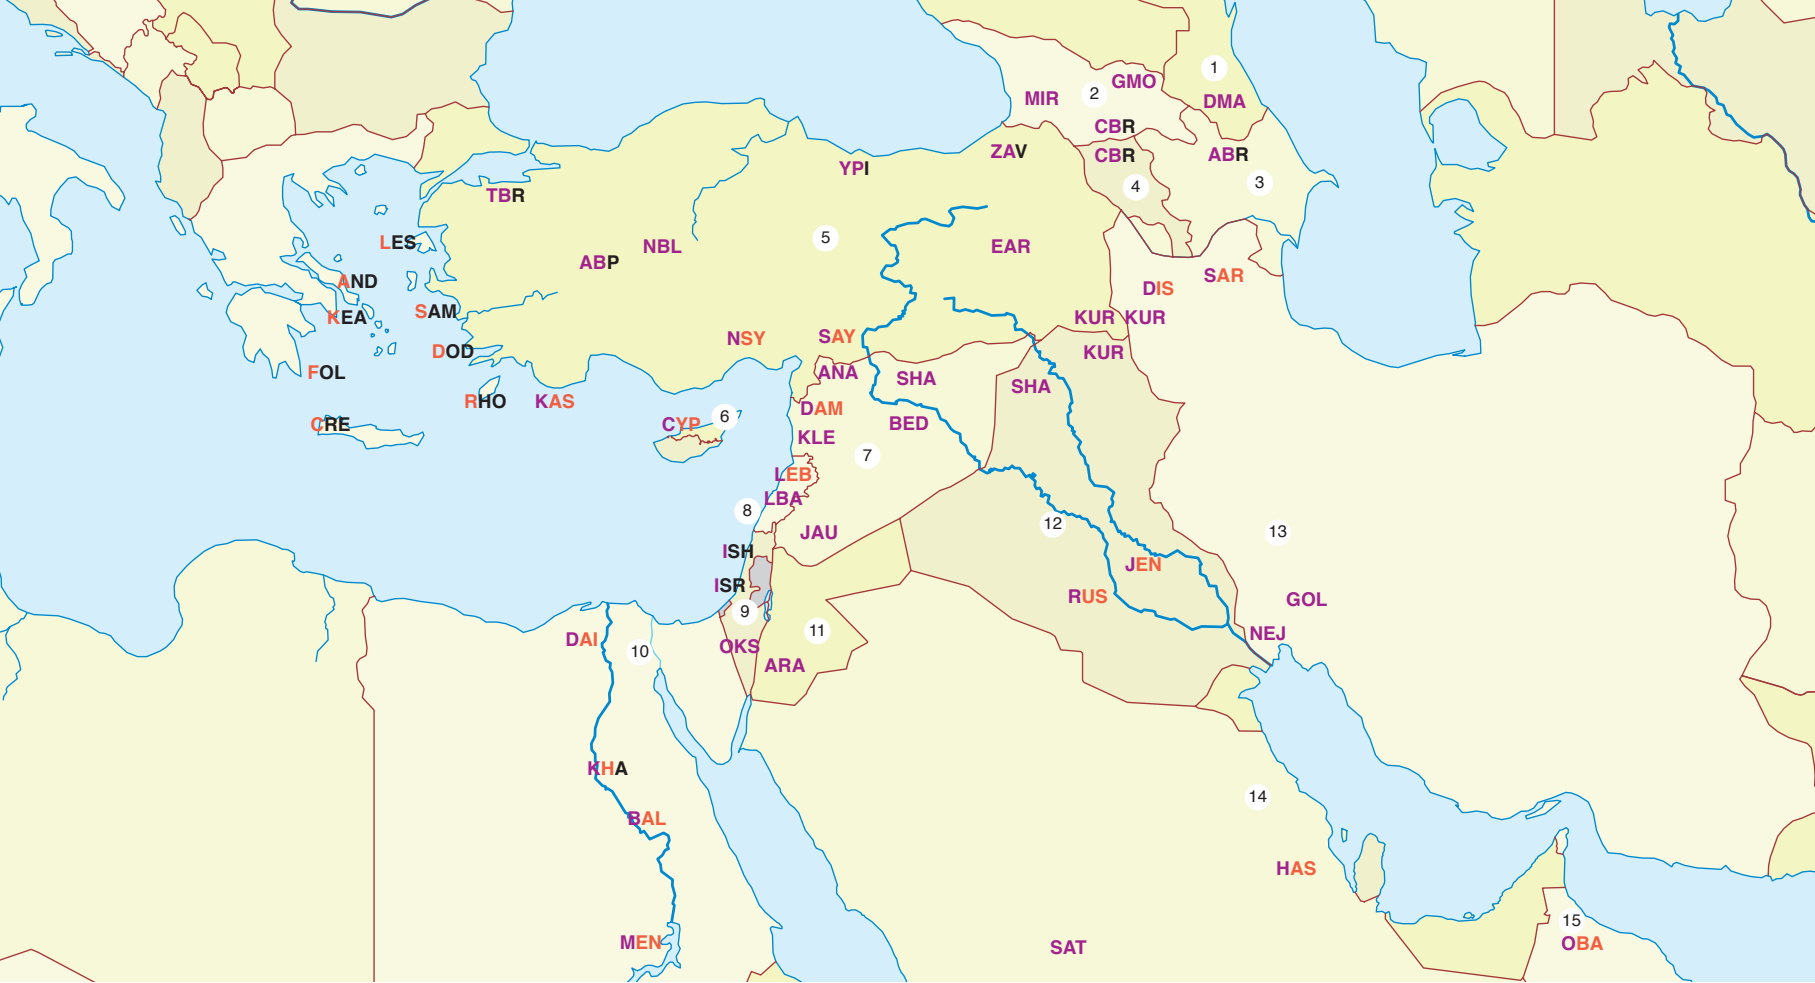 1
GMO
2
MIR
DMA
CBR
ZAV
CBR
ABR
YPI
3
4
TBR
5
LES
NBL
EAR
ABP
SAR
AND
DIS
SAM
KEA
KUR KUR
NSY
SAY
DOD
KUR
FOL
ANA
SHA
SHA
RHO
KAS
DAM
6
CRE
CYP
BED
KLE
7
LEB
LBA
8
12
JAU
13
ISH
JEN
ISR
RUS
GOL
9
11
NEJ
DAI
10
OKS
ARA
KHA
14
BAL
HAS
15
MEN
OBA
SAT